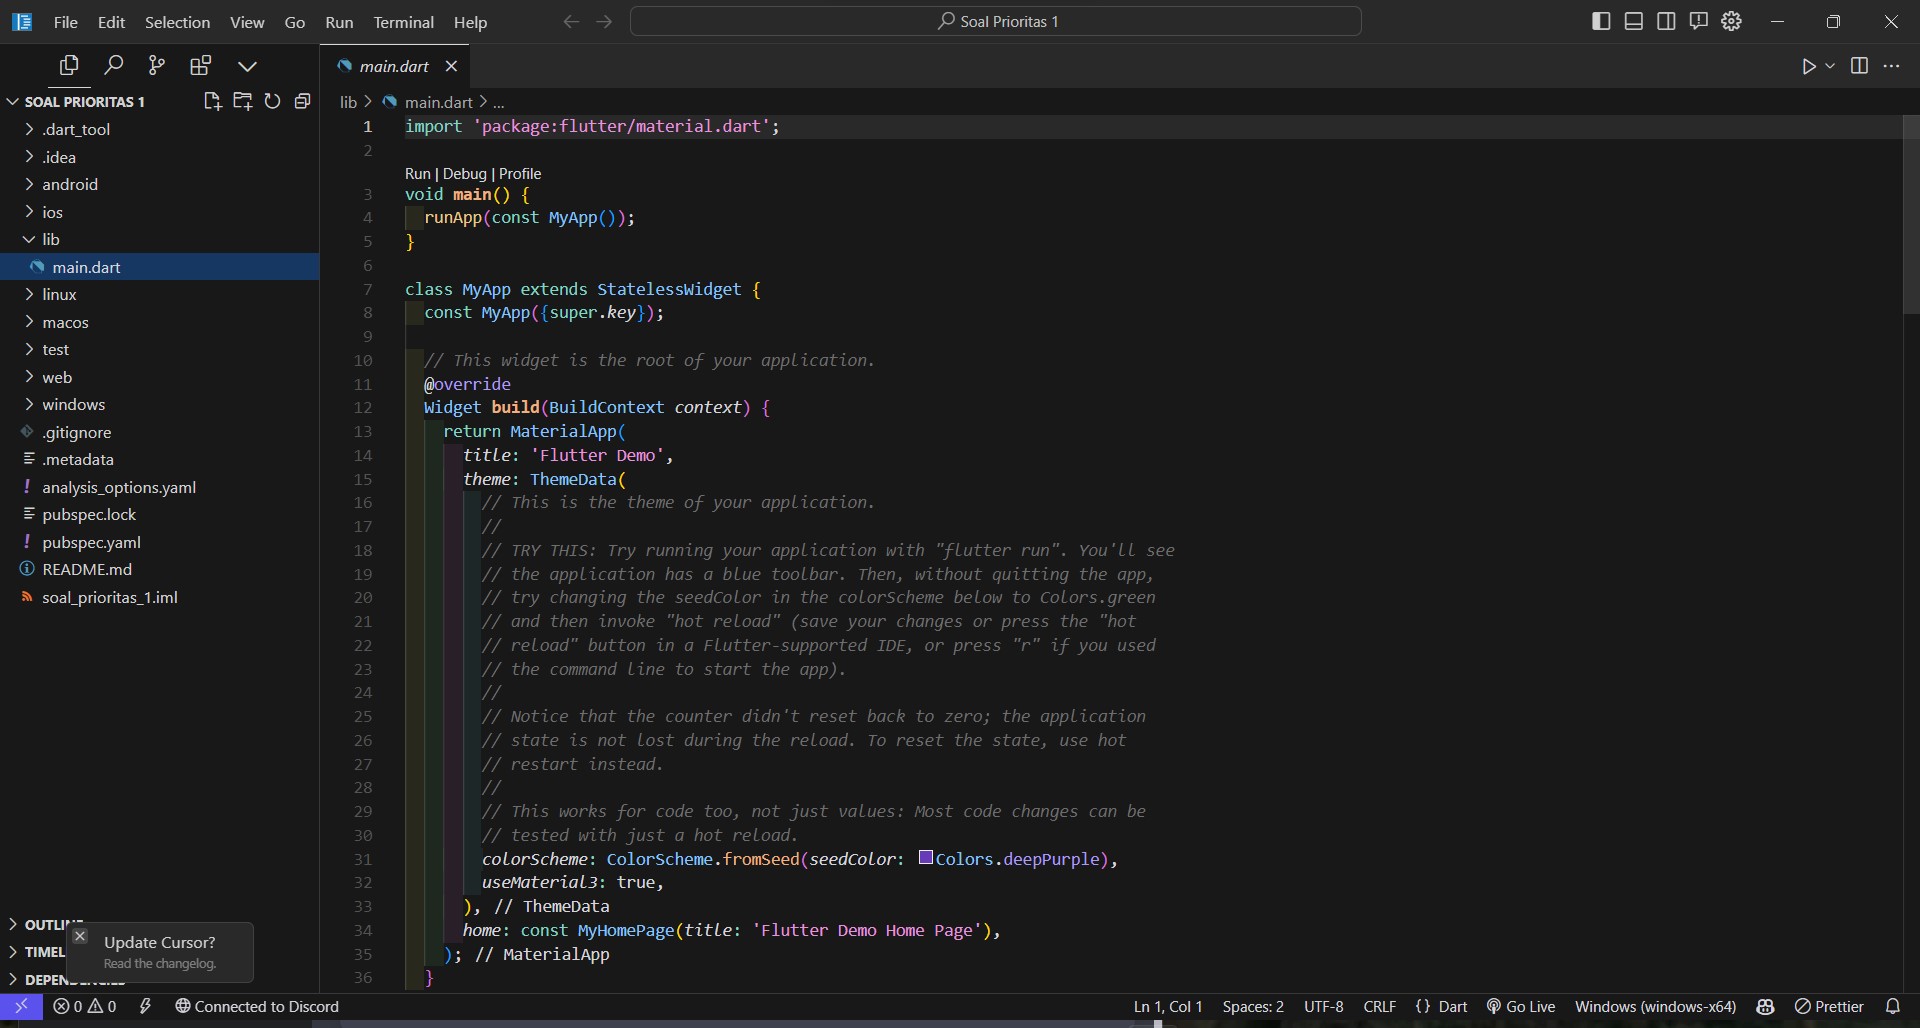 File Edit Selection View Go Run Terminal Help
Soal Prioritas 1
SOAL PRIORITAS 1
.dart_tool
.idea
android
ios
lib
main.dart
linux
macos
test
web
windows
.gitignore
.metadata
analysis_options.yaml
pubspec.lock
pubspec.yaml
README.md
soal_prioritas_1.iml
OUTLINE
TIMEL
DEPENDENCIES
Update Cursor?
Read the changelog.
main.dart
lib > main.dart > ...
1 import 'package:flutter/material.dart';
2
Run | Debug | Profile
3 void main() {
4 runApp(const MyApp());
5 }
6
7 class MyApp extends StatelessWidget {
8 const MyApp({super.key});
9
10 // This widget is the root of your application.
11 @override
12 Widget build(BuildContext context) {
13 return MaterialApp(
14 title: 'Flutter Demo',
15 theme: ThemeData(
16 // This is the theme of your application.
17 //
18 // TRY THIS: Try running your application with "flutter run". You'll see
19 // the application has a blue toolbar. Then, without quitting the app,
20 // try changing the seedColor in the colorScheme below to Colors.green
21 // and then invoke "hot reload" (save your changes or press the "hot
22 // reload" button in a Flutter-supported IDE, or press "r" if you used
23 // the command line to start the app).
24 //
25 // Notice that the counter didn't reset back to zero; the application
26 // state is not lost during the reload. To reset the state, use hot
27 // restart instead.
28 //
29 // This works for code too, not just values: Most code changes can be
30 // tested with just a hot reload.
31 colorScheme: ColorScheme.fromSeed(seedColor: Colors.deepPurple),
32 useMaterial3: true,
33 ), // ThemeData
34 home: const MyHomePage(title: 'Flutter Demo Home Page'),
35 ); // MaterialApp
36 }
0 0 Connected to Discord
Ln 1, Col 1 Spaces: 2 UTF-8 CRLF {} Dart Go Live Windows (windows-x64) Prettier